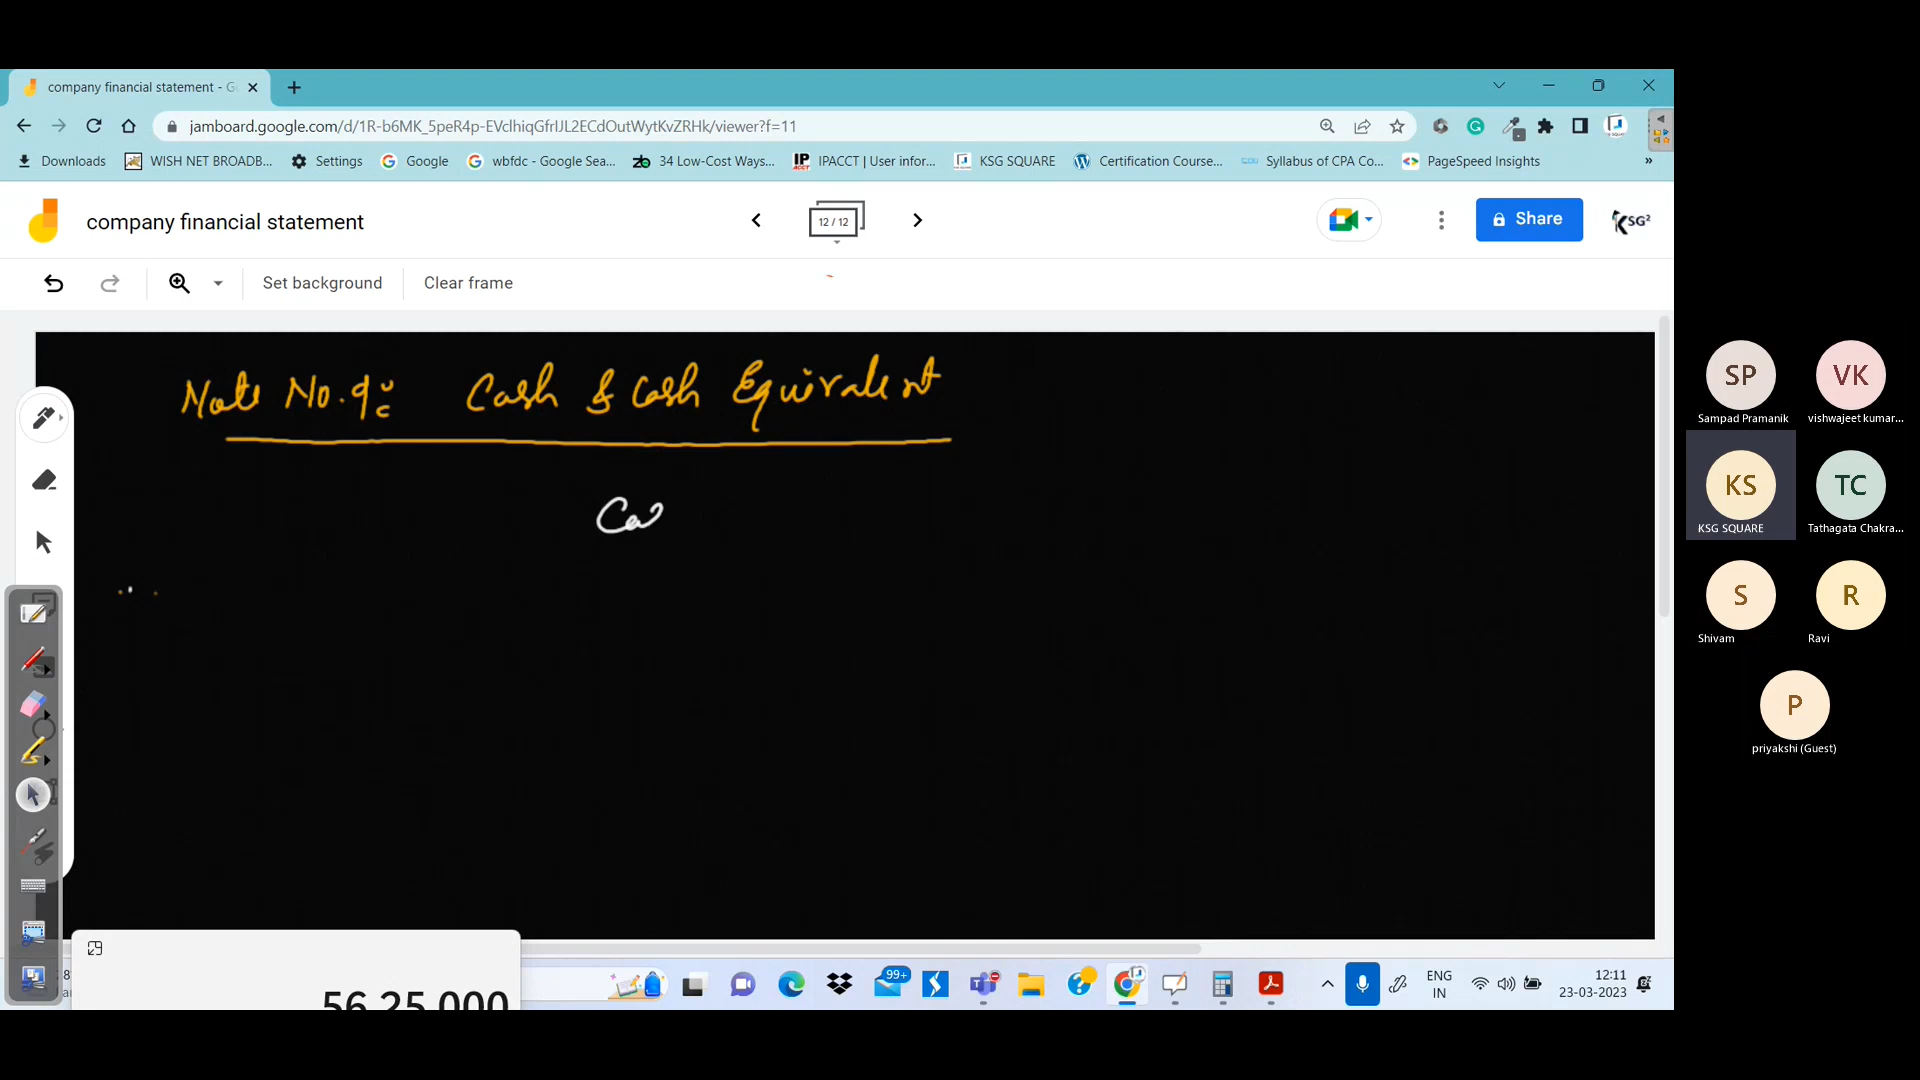 company financial statement - G
jamboard.google.com/d/1R-b6MK_5peR4p-EVclhiqGfrIJL2ECdOutWytKvZRHk/viewer?f=11
Downloads WISH NET BROADB... Settings Google wbfdc - Google Sea... 34 Low-Cost Ways... IPACCT | User infor... KSG SQUARE Certification Course... Syllabus of CPA Co... PageSpeed Insights »
company financial statement 12 / 12 Share KSG²
Set background Clear frame
Note No. 9: Cash & Cash Equivalent
Ca
SP VK
Sampad Pramanik vishwajeet kumar...
KS TC
KSG SQUARE Tathagata Chakra...
S R
Shivam Ravi
P
priyakshi (Guest)
56,25,000
99+
ENG
IN
12:11
23-03-2023